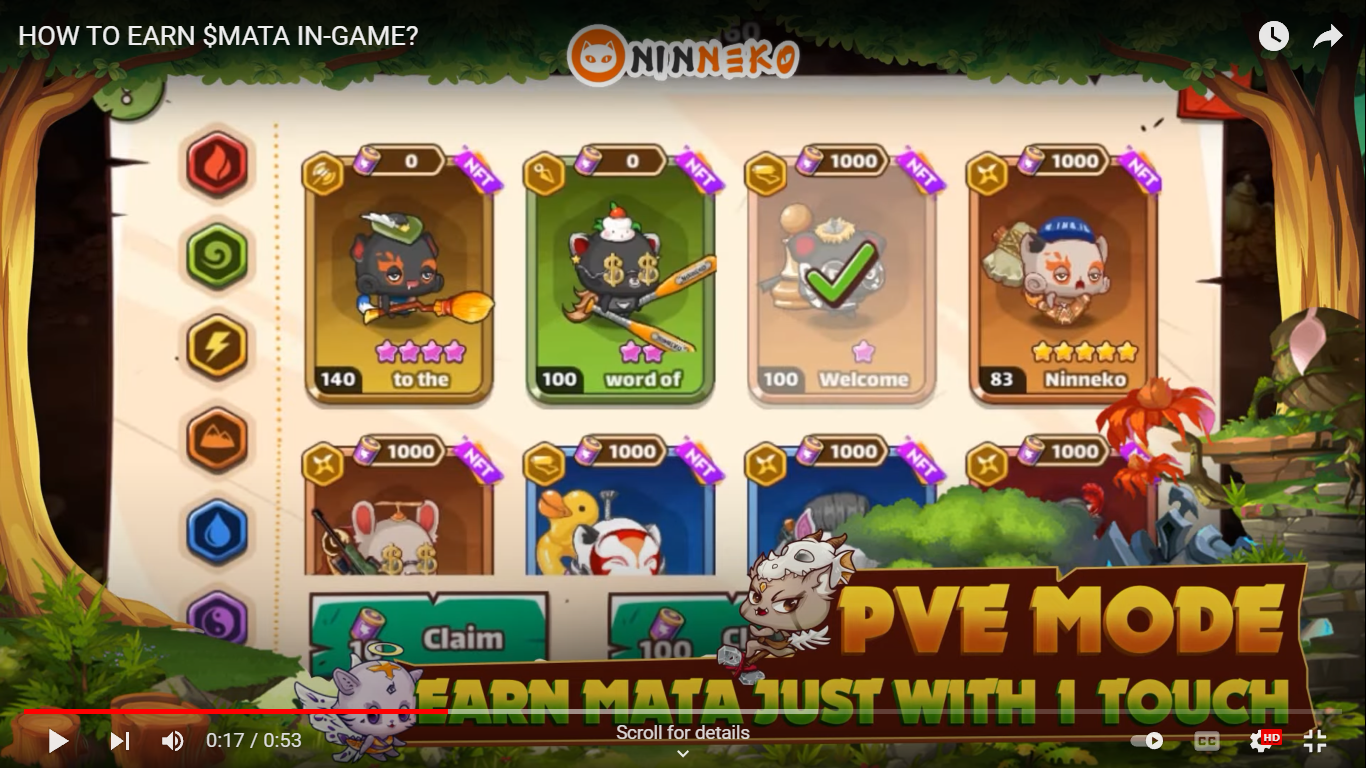 HOW TO EARN $MATA IN-GAME?
NINNEKO
0
NFT
0
NFT
1000
NFT
1000
NFT
140
to the
100
word of
100
Welcome
83
Ninneko
1000
NFT
1000
NFT
1000
NFT
1000
Claim
100
PVE MODE
EARN MATA JUST WITH 1 TOUCH
Scroll for details
0:17 / 0:53
CC
HD